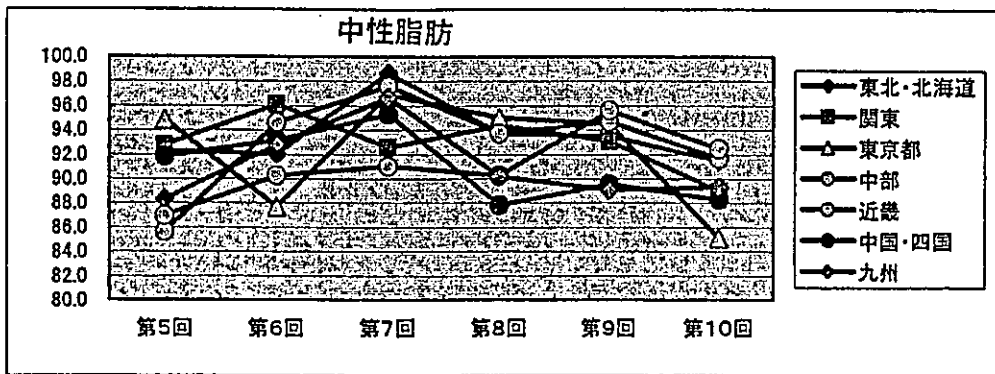 中性脂肪
100.0
98.0
96.0
94.0
92.0
90.0
88.0
86.0
84.0
82.0
80.0
第5回 第6回 第7回 第8回 第9回 第10回
東北・北海道
関東
東京都
中部
近畿
中国・四国
九州